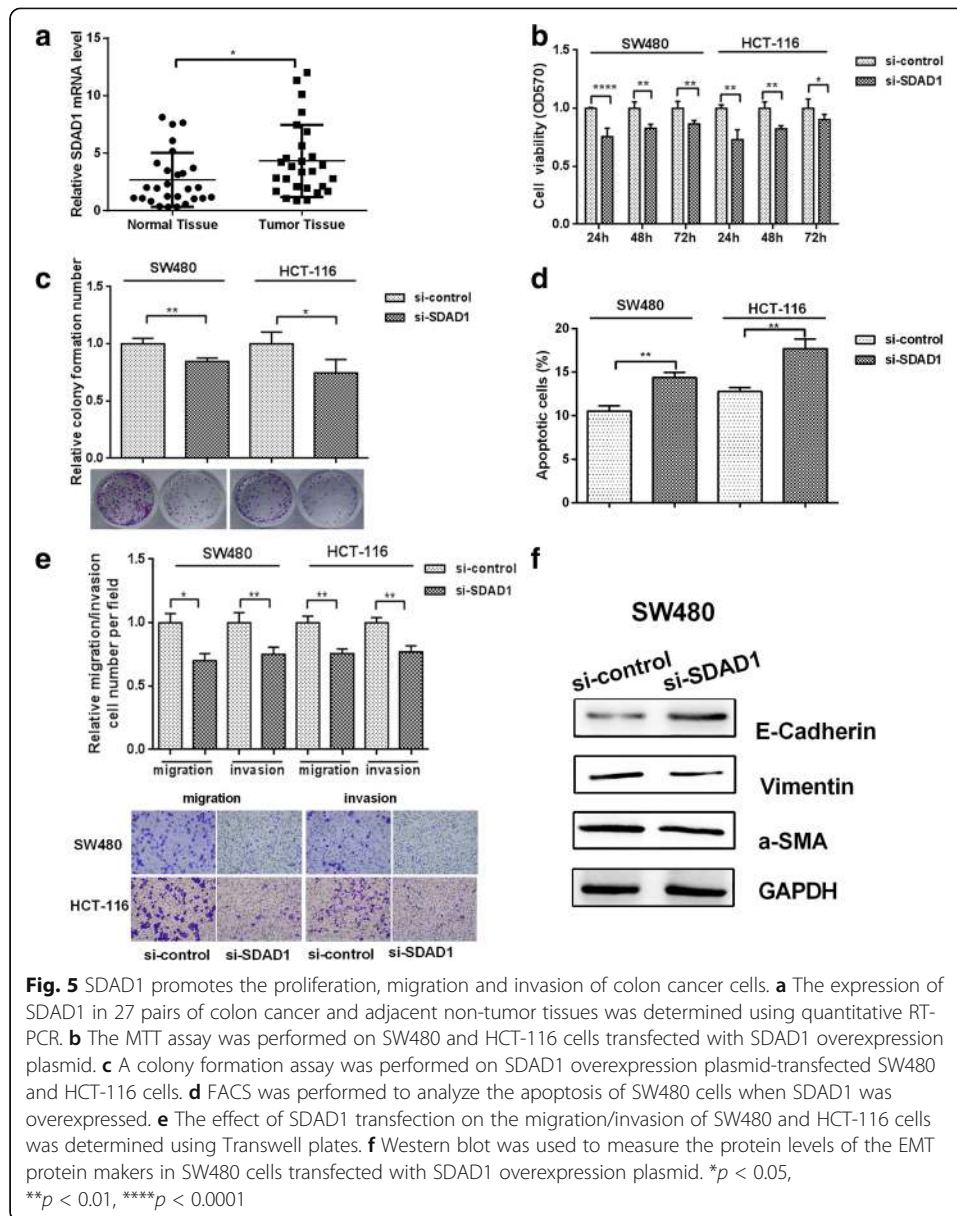 a
*
Relative SDAD1 mRNA level
15
10
5
0
Normal Tissue Tumor Tissue
b
SW480 HCT-116
si-control
si-SDAD1
Cell viability (OD570)
1.5
1.0
0.5
0.0
**** ** ** ** ** *
24h 48h 72h 24h 48h 72h
c
SW480 HCT-116
si-control
si-SDAD1
Relative colony formation number
1.5
1.0
0.5
0.0
** *
d
SW480 HCT-116
si-control
si-SDAD1
Apoptotic cells (%)
20
15
10
5
0
** **
e
SW480 HCT-116
si-control
si-SDAD1
Relative migration/invasion
cell number per field
1.5
1.0
0.5
0.0
* ** ** **
migration invasion migration invasion
migration invasion
SW480
HCT-116
si-control si-SDAD1 si-control si-SDAD1
f
SW480
si-control si-SDAD1
E-Cadherin
Vimentin
a-SMA
GAPDH
Fig. 5 SDAD1 promotes the proliferation, migration and invasion of colon cancer cells. a The expression of
SDAD1 in 27 pairs of colon cancer and adjacent non-tumor tissues was determined using quantitative RT-
PCR. b The MTT assay was performed on SW480 and HCT-116 cells transfected with SDAD1 overexpression
plasmid. c A colony formation assay was performed on SDAD1 overexpression plasmid-transfected SW480
and HCT-116 cells. d FACS was performed to analyze the apoptosis of SW480 cells when SDAD1 was
overexpressed. e The effect of SDAD1 transfection on the migration/invasion of SW480 and HCT-116 cells
was determined using Transwell plates. f Western blot was used to measure the protein levels of the EMT
protein makers in SW480 cells transfected with SDAD1 overexpression plasmid. *p < 0.05,
**p < 0.01, ****p < 0.0001